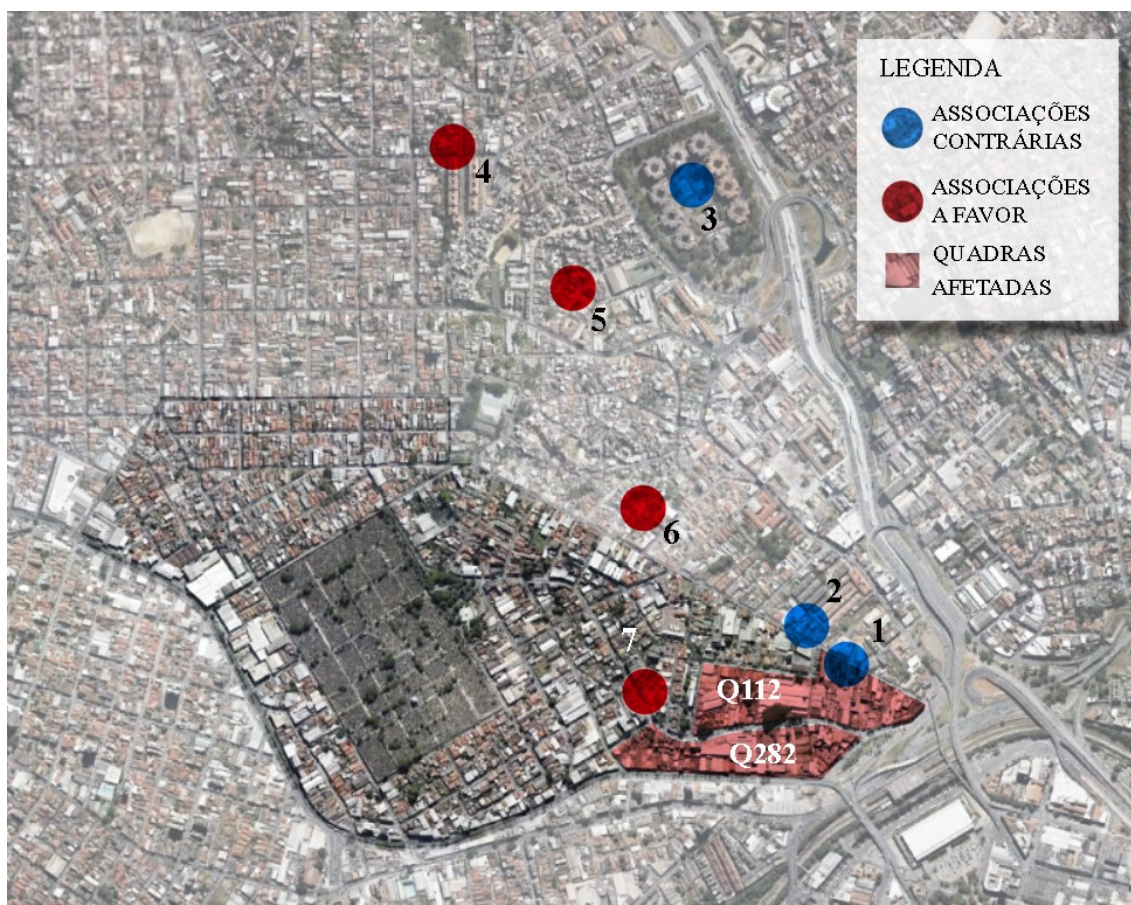 LEGENDA
ASSOCIAÇÕES
CONTRÁRIAS
ASSOCIAÇÕES
A FAVOR
QUADRAS
AFETADAS
4
3
5
6
2
1
7
Q112
Q282